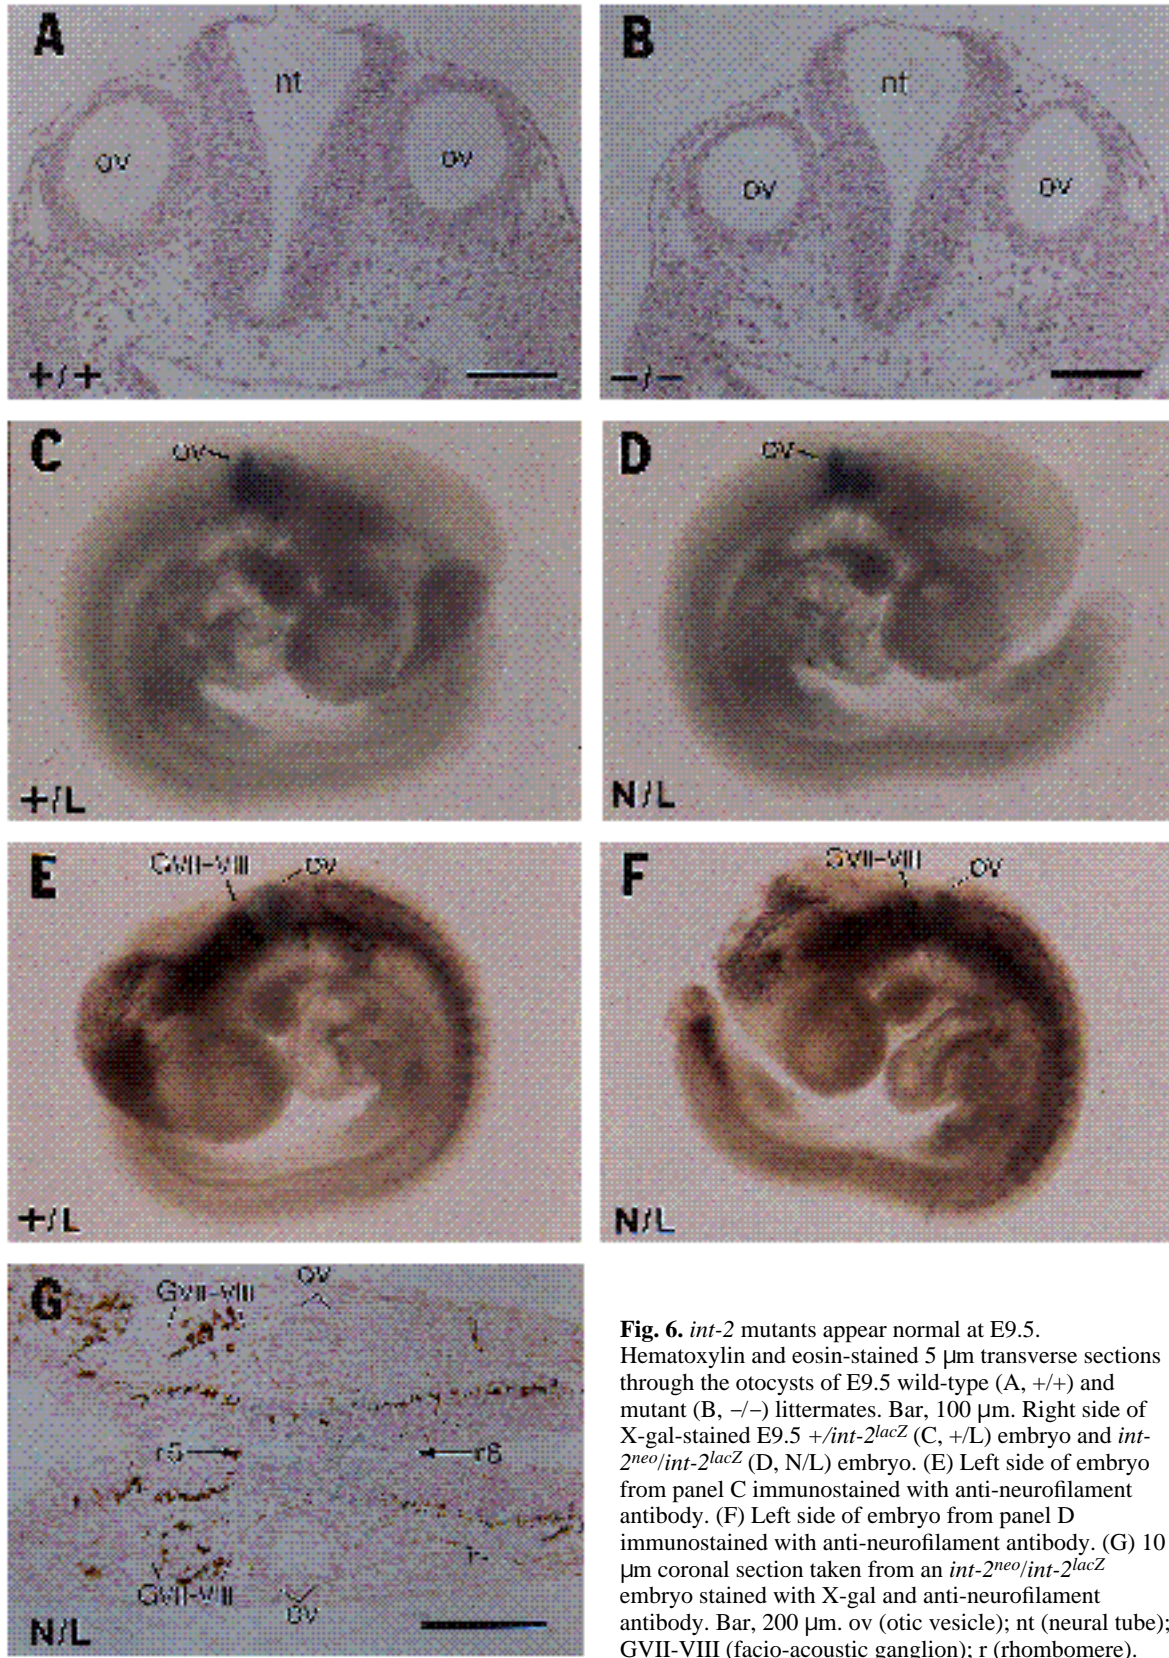 A
nt
ov
ov
+/+
B
nt
ov
ov
−/−
C
ov
+/L
D
ov
N/L
E
GVII-VIII
ov
+/L
F
GVII-VIII
ov
N/L
G
GVII-VIII
ov
r5
r6
GVII-VIII
ov
N/L
Fig. 6. int-2 mutants appear normal at E9.5.
Hematoxylin and eosin-stained 5 μm transverse sections
through the otocysts of E9.5 wild-type (A, +/+) and
mutant (B, −/−) littermates. Bar, 100 μm. Right side of
X-gal-stained E9.5 +/int-2lacZ (C, +/L) embryo and int-
2neo/int-2lacZ (D, N/L) embryo. (E) Left side of embryo
from panel C immunostained with anti-neurofilament
antibody. (F) Left side of embryo from panel D
immunostained with anti-neurofilament antibody. (G) 10
μm coronal section taken from an int-2neo/int-2lacZ
embryo stained with X-gal and anti-neurofilament
antibody. Bar, 200 μm. ov (otic vesicle); nt (neural tube);
GVII-VIII (facio-acoustic ganglion); r (rhombomere).